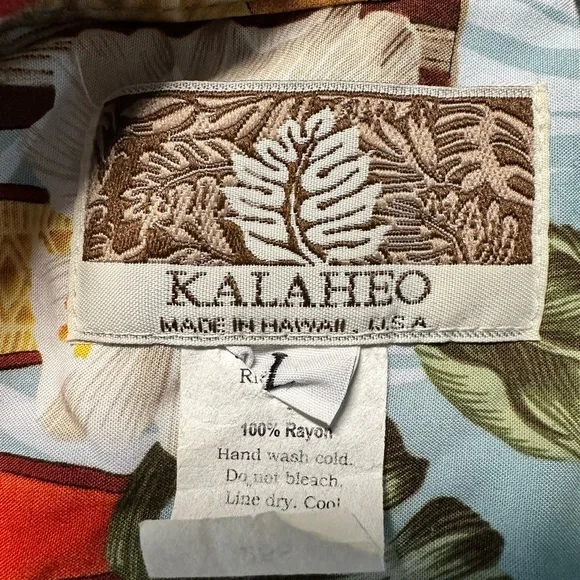 KALAHEO
MADE IN HAWAII, U.S.A
L
100% Rayon
Hand wash cold.
Do not bleach.
Line dry. Cool